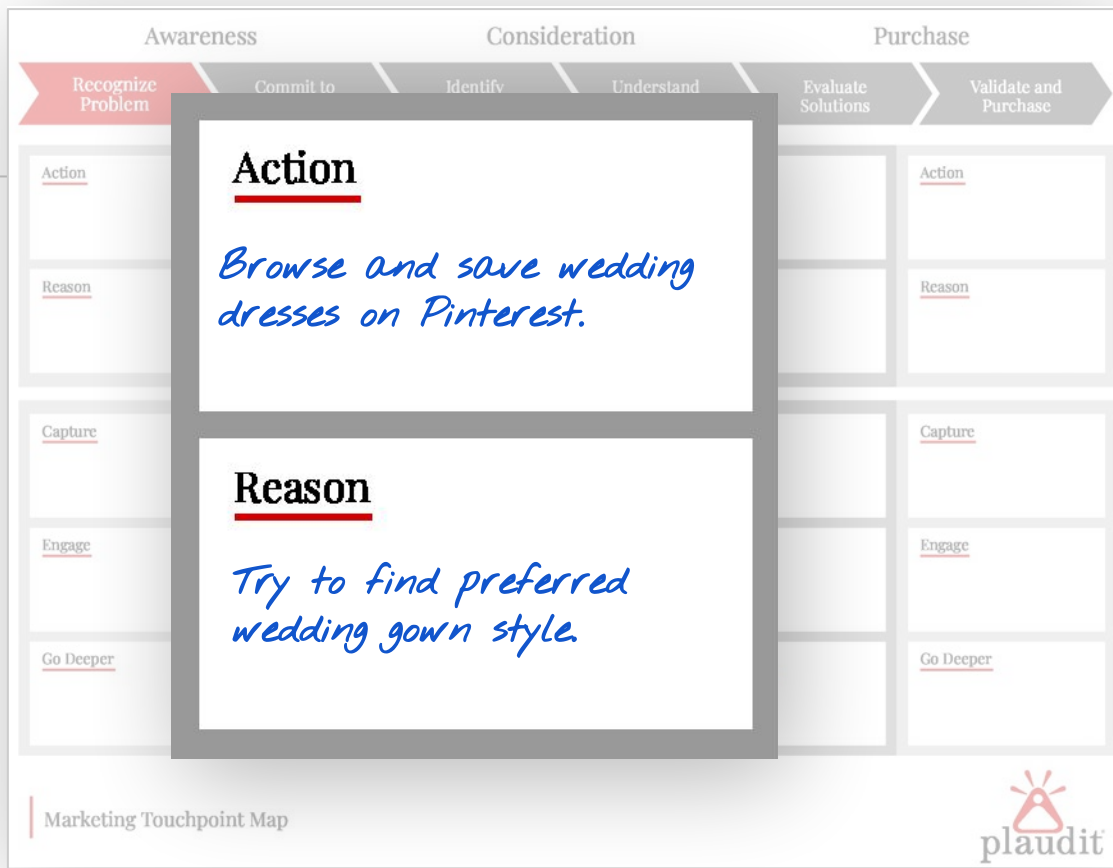 Awareness
Consideration
Purchase
Recognize
Problem
Commit to
Identify
Understand
Evaluate
Solutions
Validate and
Purchase
Action
Reason
Capture
Engage
Go Deeper
Action
Browse and save wedding
dresses on Pinterest.
Reason
Try to find preferred
wedding gown style.
Action
Reason
Capture
Engage
Go Deeper
Marketing Touchpoint Map
plaudit